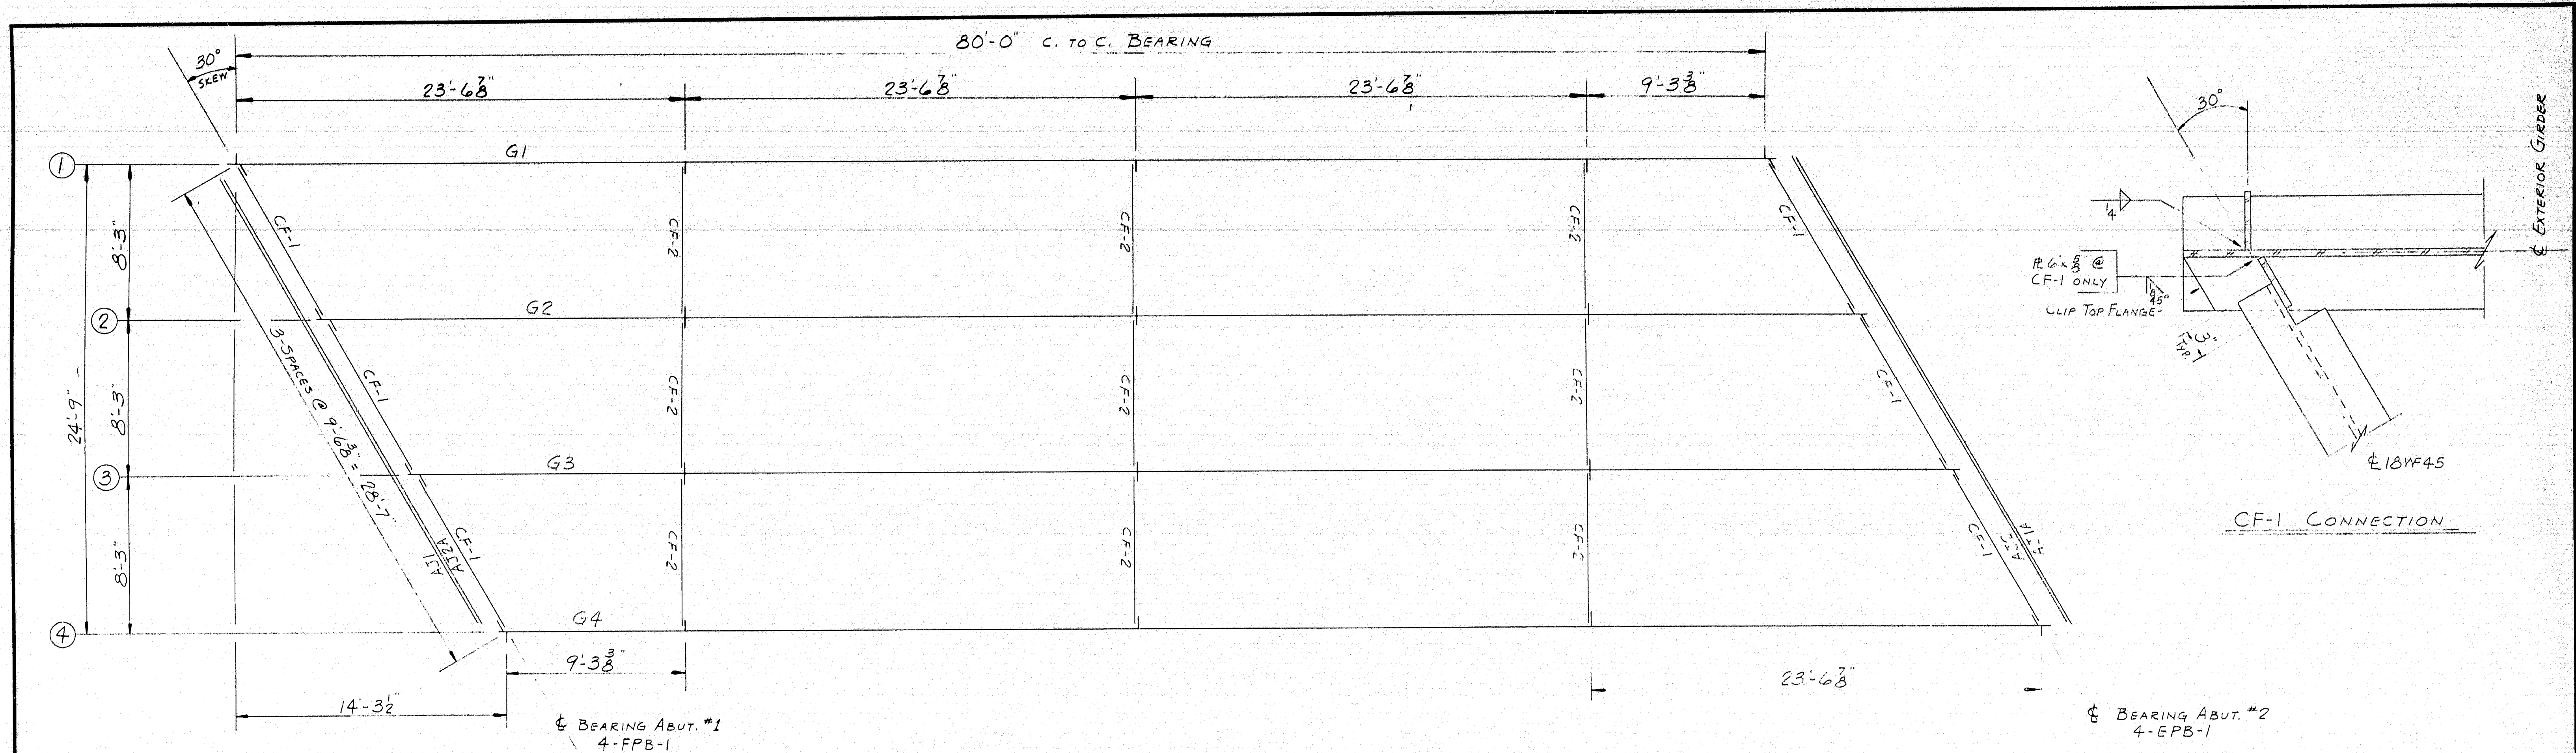 80'-0" C. TO C. BEARING
30°
SKEW
23'-6 7/8"
23'-6 7/8"
23'-6 7/8"
9'-3 3/8"
1
G1
8'-3"
CF-1
CF-2
CF-2
CF-2
CF-1
2
G2
24'-9"
8'-3"
3-SPACES @ 9'-6 3/8" = 28'-7"
CF-1
CF-2
CF-2
CF-2
CF-1
3
G3
8'-3"
AJ1
AJ2A
CF-1
CF-2
CF-2
CF-2
CF-1
AJ1A
4
G4
9'-3 3/8"
14'-3 1/2"
23'-6 7/8"
℄ BEARING ABUT. #1
4-FPB-1
℄ BEARING ABUT. #2
4-EPB-1
30°
℄ EXTERIOR GIRDER
1/4
PL 6 x 5/8 @
CF-1 ONLY
1/8
45°
CLIP TOP FLANGE
TYP.
℄ 18WF45
CF-1 CONNECTION